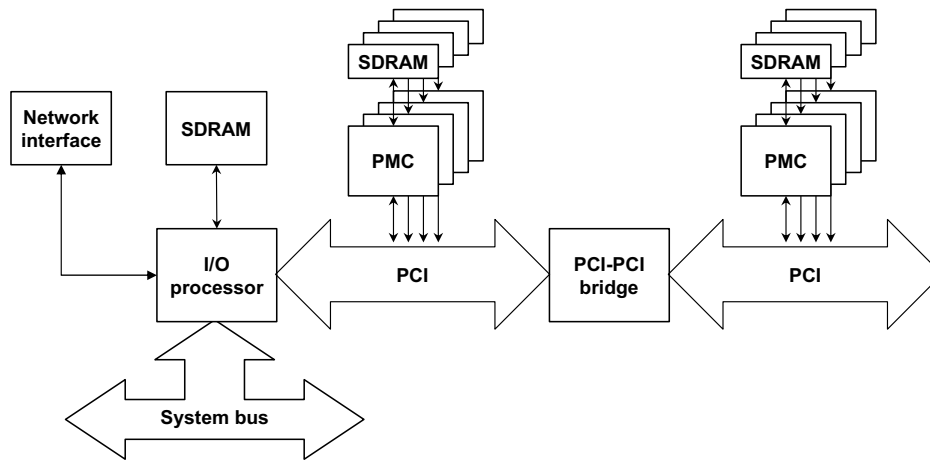 SDRAM
SDRAM
Network
interface
SDRAM
PMC
PMC
I/O
processor
PCI
PCI-PCI
bridge
PCI
System bus